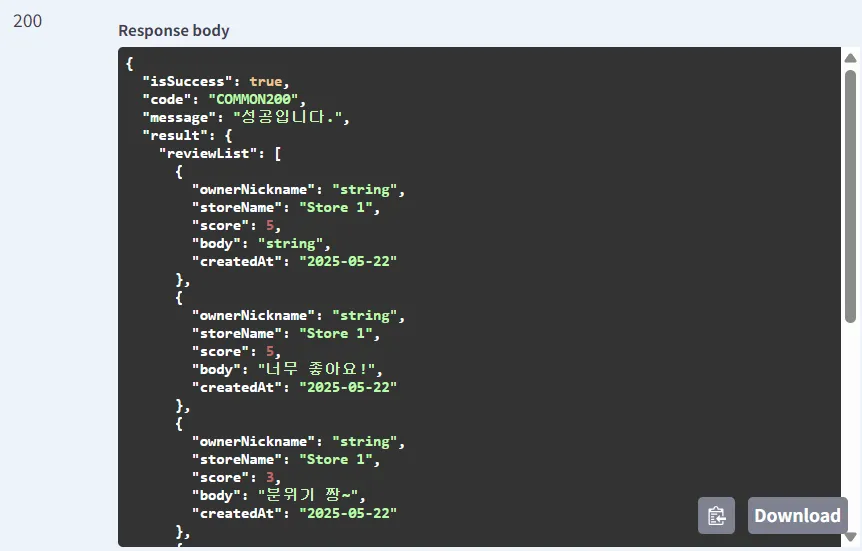 200
Response body
{
  "isSuccess": true,
  "code": "COMMON200",
  "message": "성공입니다.",
  "result": {
    "reviewList": [
      {
        "ownerNickname": "string",
        "storeName": "Store 1",
        "score": 5,
        "body": "string",
        "createdAt": "2025-05-22"
      },
      {
        "ownerNickname": "string",
        "storeName": "Store 1",
        "score": 5,
        "body": "너무 좋아요!",
        "createdAt": "2025-05-22"
      },
      {
        "ownerNickname": "string",
        "storeName": "Store 1",
        "score": 3,
        "body": "분위기 짱~",
        "createdAt": "2025-05-22"
      },
      {
Download